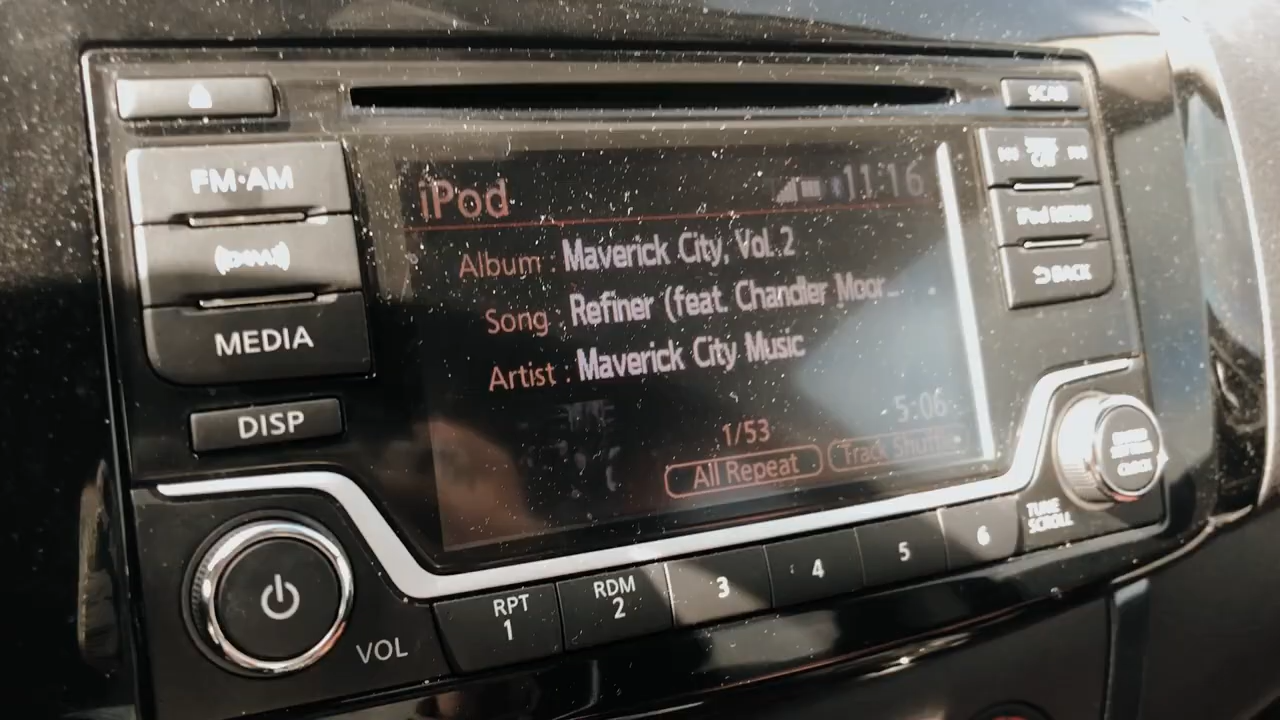 SCAN
FM·AM
iPod
11:16
iPod MENU
Album : Maverick City, Vol.2
BACK
Song : Refiner (feat. Chandler Moor...
MEDIA
Artist : Maverick City Music
DISP
5:06
1/53
All Repeat
Track Shuffle
TUNE
SCROLL
RPT
1
RDM
2
3
4
5
6
VOL